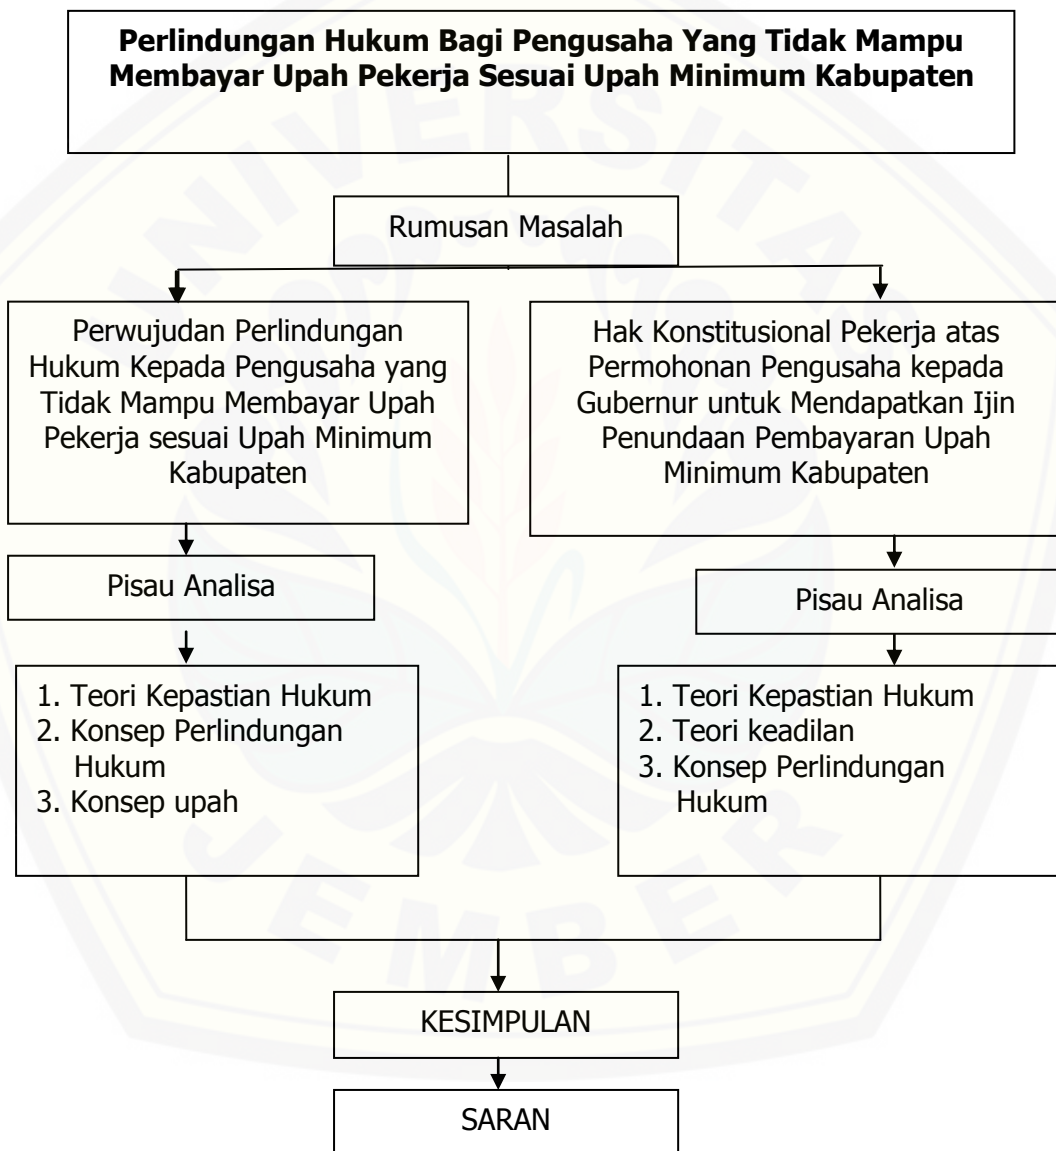 Perlindungan Hukum Bagi Pengusaha Yang Tidak Mampu
Membayar Upah Pekerja Sesuai Upah Minimum Kabupaten
Rumusan Masalah
Perwujudan Perlindungan
Hukum Kepada Pengusaha yang
Tidak Mampu Membayar Upah
Pekerja sesuai Upah Minimum
Kabupaten
Hak Konstitusional Pekerja atas
Permohonan Pengusaha kepada
Gubernur untuk Mendapatkan Ijin
Penundaan Pembayaran Upah
Minimum Kabupaten
Pisau Analisa
Pisau Analisa
1. Teori Kepastian Hukum
2. Konsep Perlindungan
Hukum
3. Konsep upah
1. Teori Kepastian Hukum
2. Teori keadilan
3. Konsep Perlindungan
Hukum
KESIMPULAN
SARAN
UNIVERSITAS
JEMBER